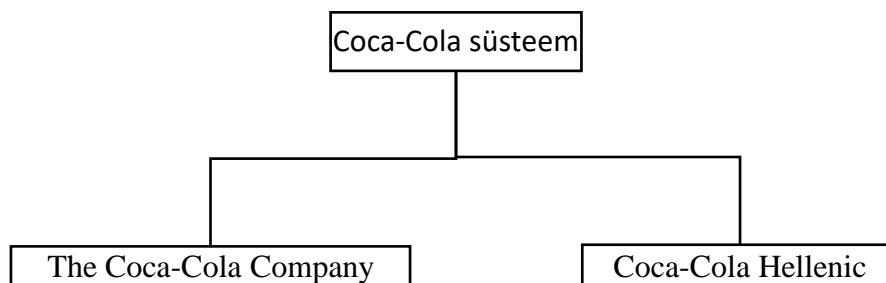 Coca-Cola süsteem
The Coca-Cola Company
Coca-Cola Hellenic